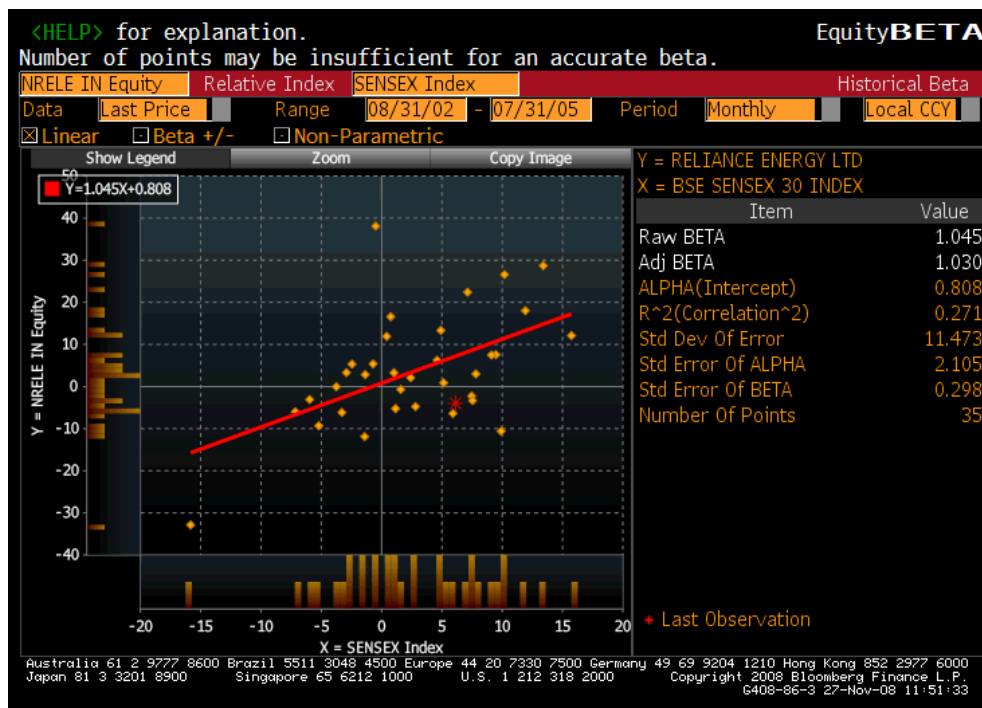 <HELP> for explanation. EquityBETA
Number of points may be insufficient for an accurate beta.
NRELE IN Equity Relative Index SENSEX Index Historical Beta
Data Last Price Range 08/31/02 - 07/31/05 Period Monthly Local CCY
Linear Beta +/- Non-Parametric
Show Legend Zoom Copy Image
Y = RELIANCE ENERGY LTD
X = BSE SENSEX 30 INDEX
Item Value
Raw BETA 1.045
Adj BETA 1.030
ALPHA(Intercept) 0.808
R^2(Correlation^2) 0.271
Std Dev Of Error 11.473
Std Error Of ALPHA 2.105
Std Error Of BETA 0.298
Number Of Points 35
* Last Observation
Y=1.045X+0.808
Y = NRELE IN Equity
50
40
30
20
10
0
-10
-20
-30
-40
-20 -15 -10 -5 0 5 10 15 20
X = SENSEX Index
Australia 61 2 9777 8600 Brazil 5511 3048 4500 Europe 44 20 7330 7500 Germany 49 69 9204 1210 Hong Kong 852 2977 6000
Japan 81 3 3201 8900 Singapore 65 6212 1000 U.S. 1 212 318 2000 Copyright 2008 Bloomberg Finance L.P.
G408-86-3 27-Nov-08 11:51:33